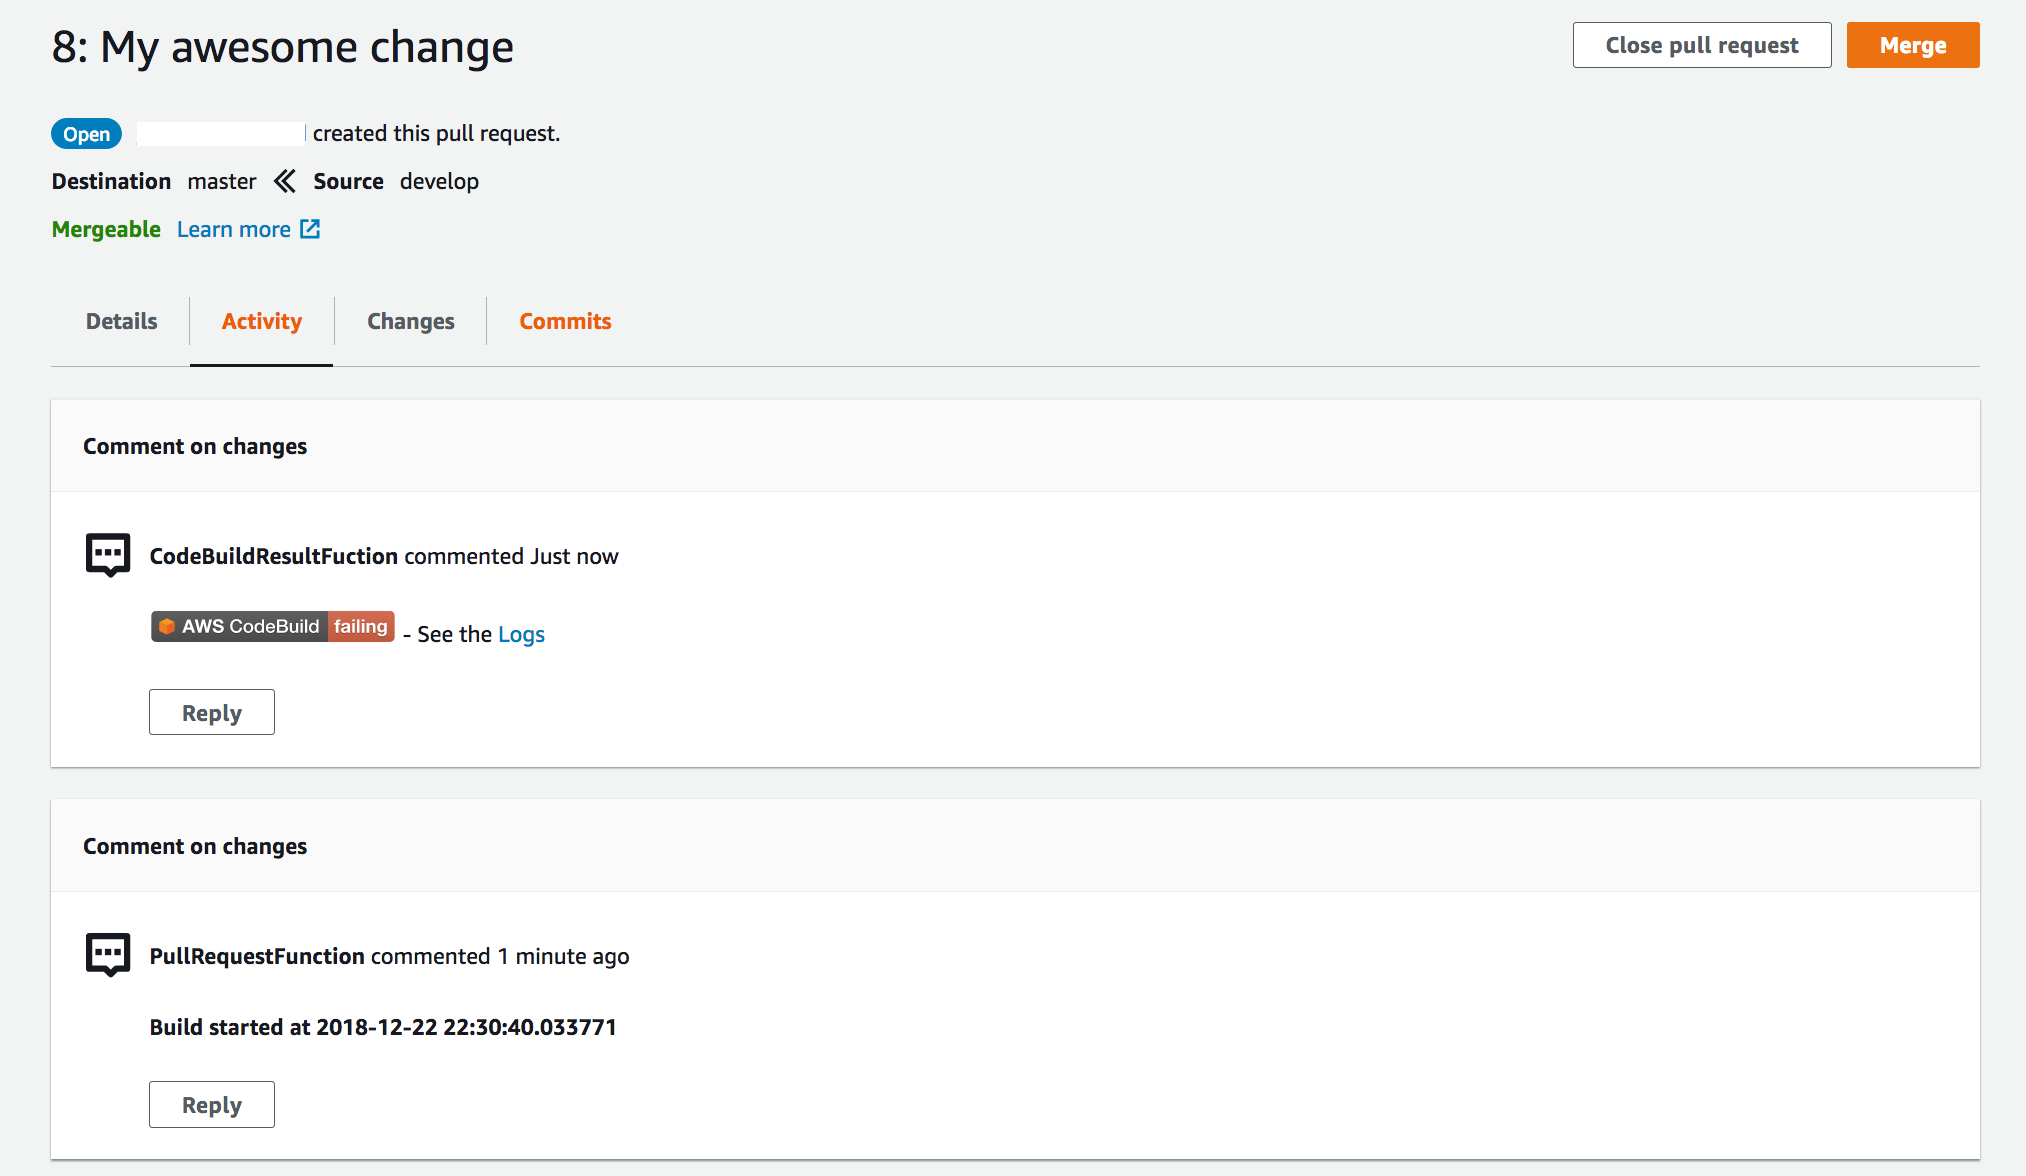 8: My awesome change
Close pull request
Merge
Open created this pull request.
Destination master Source develop
Mergeable Learn more
Details Activity Changes Commits
Comment on changes
CodeBuildResultFuction commented Just now
AWS CodeBuild failing - See the Logs
Reply
Comment on changes
PullRequestFunction commented 1 minute ago
Build started at 2018-12-22 22:30:40.033771
Reply